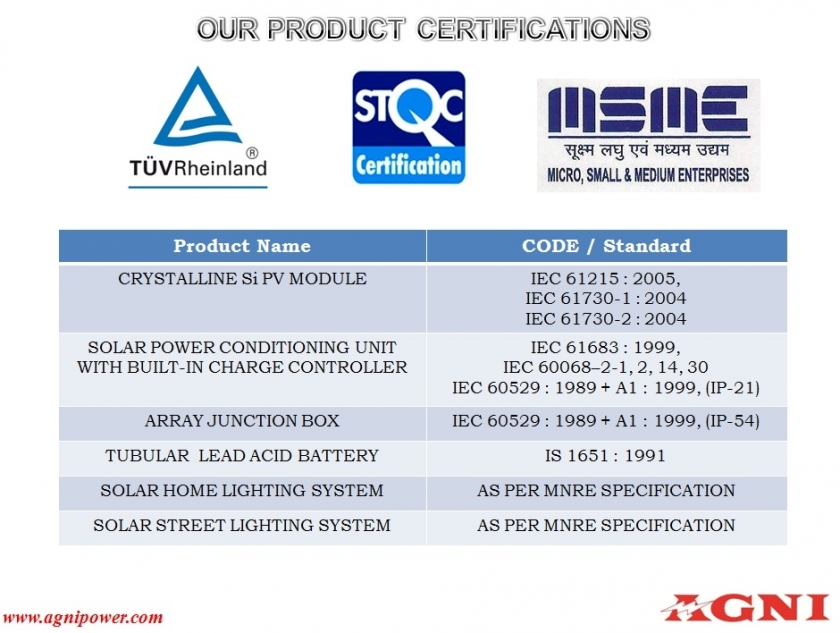 OUR PRODUCT CERTIFICATIONS
TÜVRheinland®
STQC
Certification
MSME
सूक्ष्म लघु एवं मध्यम उद्यम
MICRO, SMALL & MEDIUM ENTERPRISES
Product Name
CODE / Standard
CRYSTALLINE Si PV MODULE
IEC 61215 : 2005,
IEC 61730-1 : 2004
IEC 61730-2 : 2004
SOLAR POWER CONDITIONING UNIT
WITH BUILT-IN CHARGE CONTROLLER
IEC 61683 : 1999,
IEC 60068–2-1, 2, 14, 30
IEC 60529 : 1989 + A1 : 1999, (IP-21)
ARRAY JUNCTION BOX
IEC 60529 : 1989 + A1 : 1999, (IP-54)
TUBULAR LEAD ACID BATTERY
IS 1651 : 1991
SOLAR HOME LIGHTING SYSTEM
AS PER MNRE SPECIFICATION
SOLAR STREET LIGHTING SYSTEM
AS PER MNRE SPECIFICATION
www.agnipower.com
AGNI